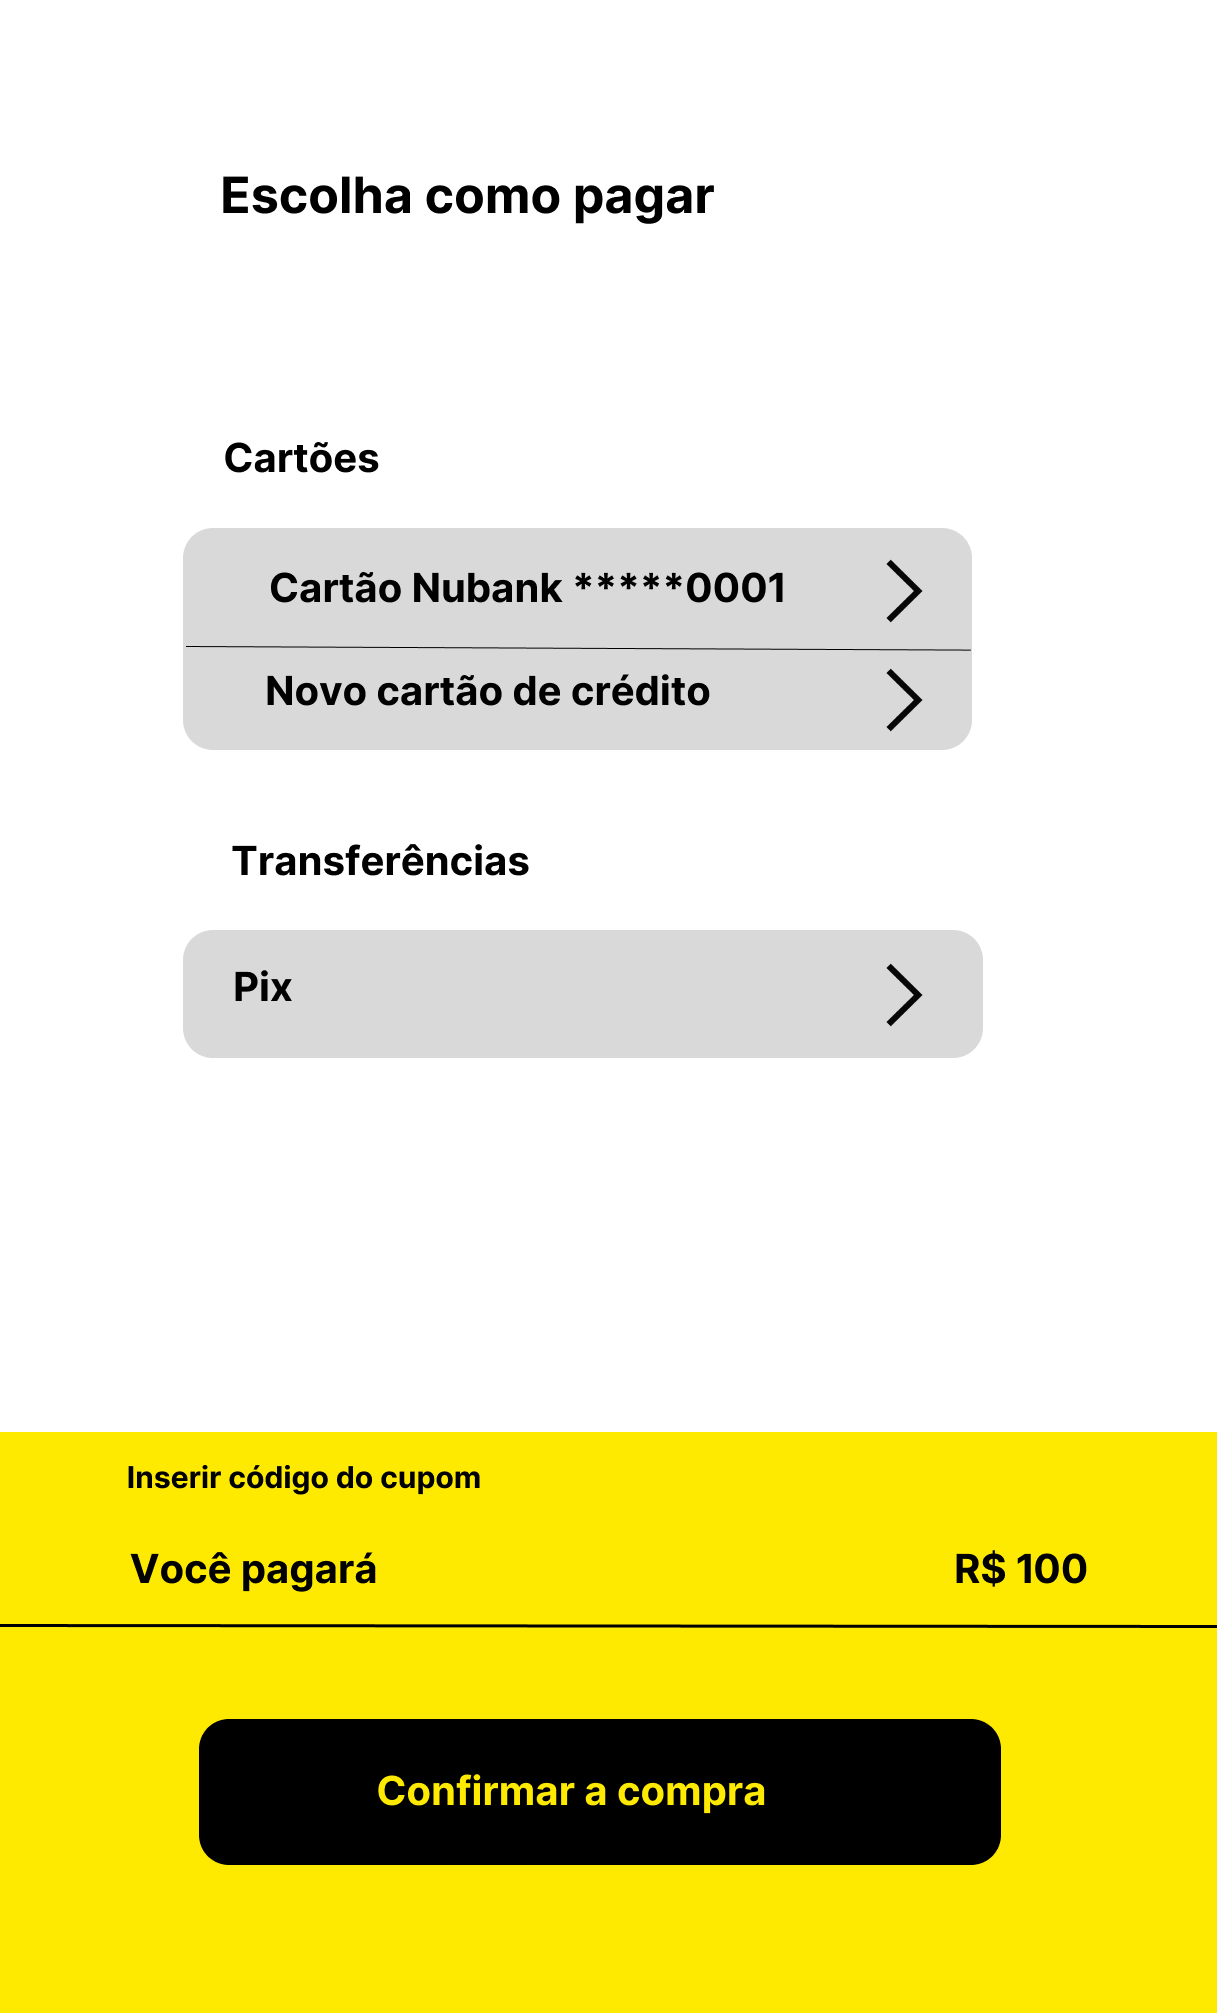 Escolha como pagar
Cartões
Cartão Nubank *****0001
Novo cartão de crédito
Transferências
Pix
Inserir código do cupom
Você pagará R$ 100
Confirmar a compra